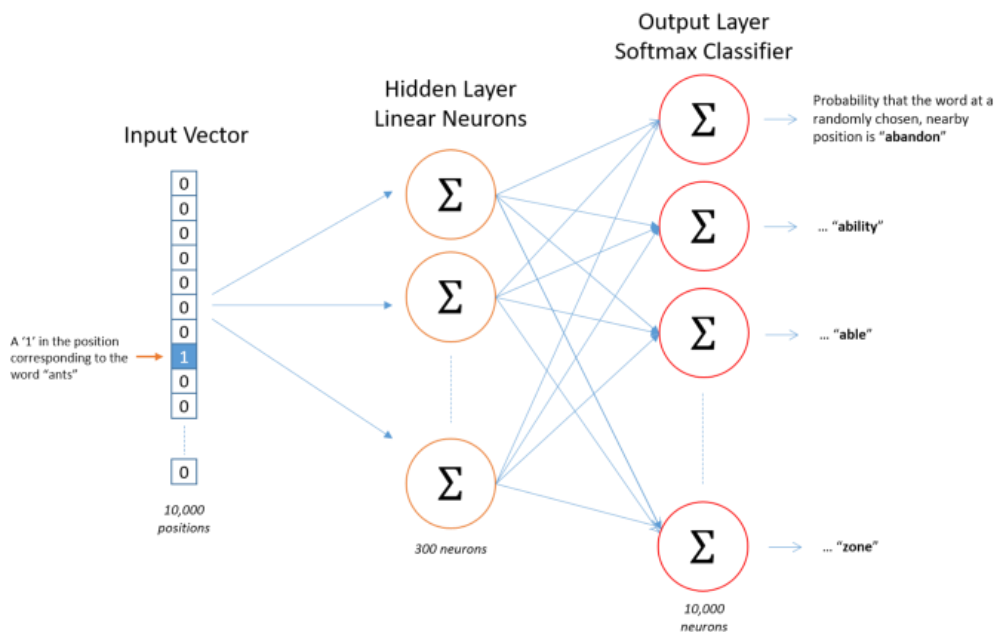 Output Layer
Softmax Classifier
Hidden Layer
Linear Neurons
Input Vector
Probability that the word at a
randomly chosen, nearby
position is “abandon”
0
0
0
0
0
0
0
1
0
0
0
A ‘1’ in the position
corresponding to the
word “ants”
10,000
positions
Σ
Σ
Σ
300 neurons
Σ
Σ
Σ
Σ
10,000
neurons
... “ability”
... “able”
... “zone”